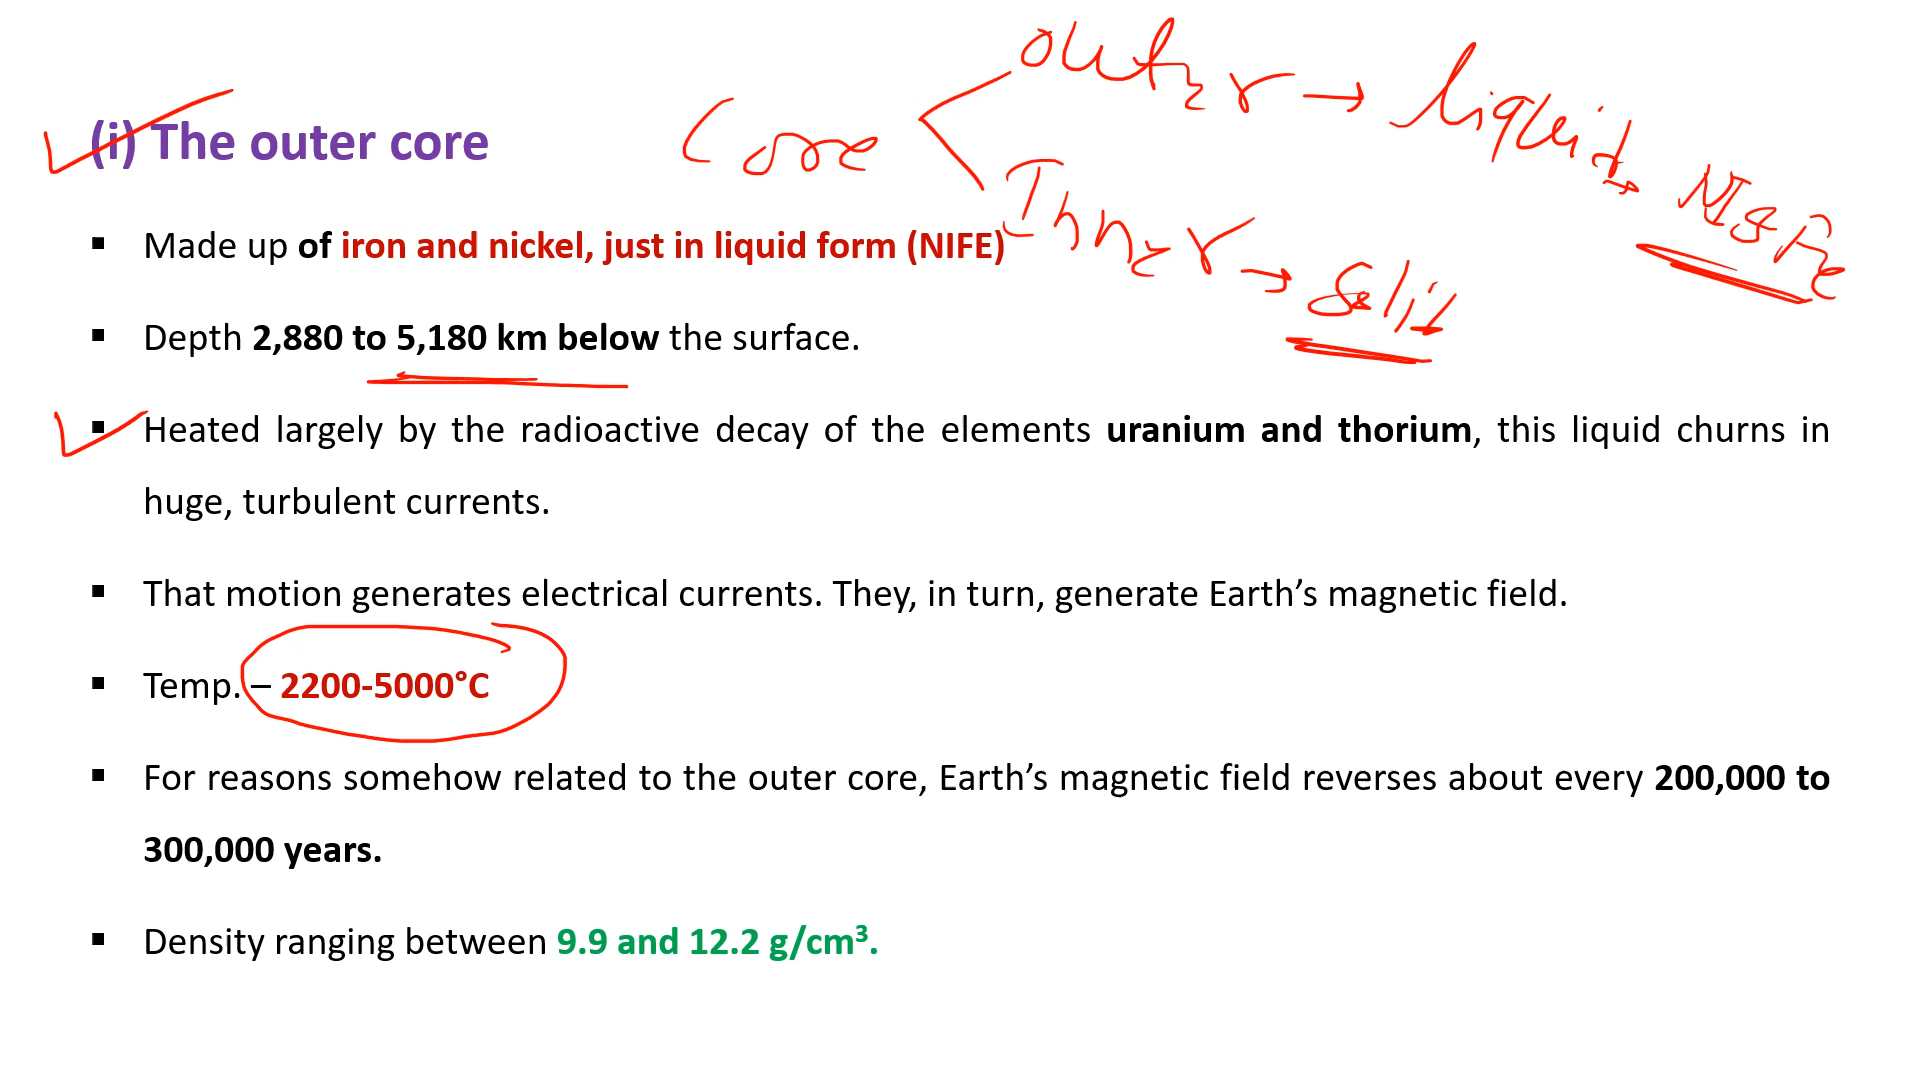 outer → liquid → NI & Fe
Core
Inner → Solid
(i) The outer core
▪ Made up of iron and nickel, just in liquid form (NIFE)
▪ Depth 2,880 to 5,180 km below the surface.
▪ Heated largely by the radioactive decay of the elements uranium and thorium, this liquid churns in
huge, turbulent currents.
▪ That motion generates electrical currents. They, in turn, generate Earth’s magnetic field.
▪ Temp. – 2200-5000°C
▪ For reasons somehow related to the outer core, Earth’s magnetic field reverses about every 200,000 to
300,000 years.
▪ Density ranging between 9.9 and 12.2 g/cm³.